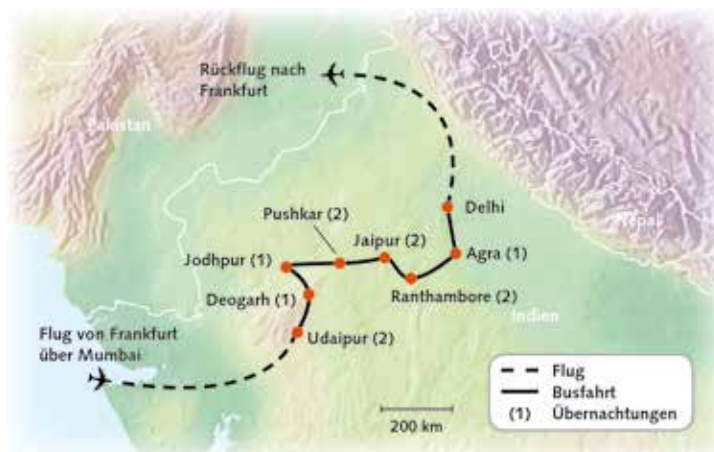 Rückflug nach
Frankfurt
Pakistan
Nepal
Delhi
Pushkar (2)
Jaipur (2)
Jodhpur (1)
Agra (1)
Deogarh (1)
Ranthambore (2)
Indien
Flug von Frankfurt
über Mumbai
Udaipur (2)
Flug
Busfahrt
(1) Übernachtungen
200 km